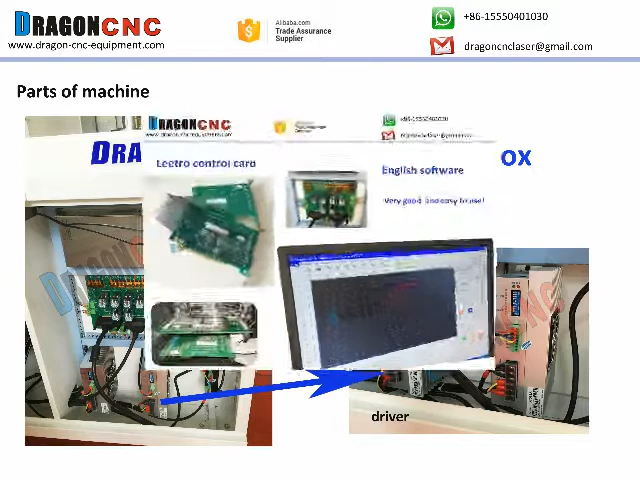 DRAGONCNC
www.dragon-cnc-equipment.com
Alibaba.com
Trade Assurance
Supplier
+86-15550401030
dragoncnclaser@gmail.com
Parts of machine
DRAGONCNC
DRA
OX
Leetro control card
English software
Very good and easy to use!
driver